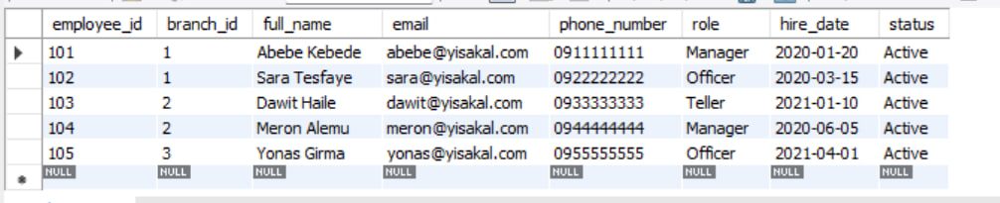 employee_id branch_id full_name email phone_number role hire_date status
101 1 Abebe Kebede abebe@yisakal.com 0911111111 Manager 2020-01-20 Active
102 1 Sara Tesfaye sara@yisakal.com 0922222222 Officer 2020-03-15 Active
103 2 Dawit Haile dawit@yisakal.com 0933333333 Teller 2021-01-10 Active
104 2 Meron Alemu meron@yisakal.com 0944444444 Manager 2020-06-05 Active
105 3 Yonas Girma yonas@yisakal.com 0955555555 Officer 2021-04-01 Active
NULL NULL NULL NULL NULL NULL NULL NULL